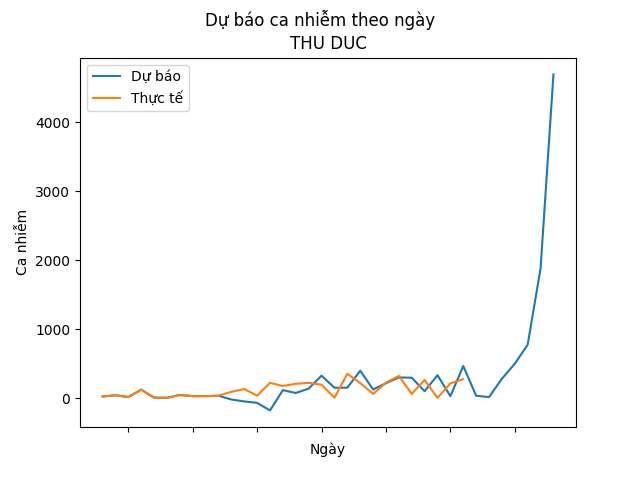 Dự báo ca nhiễm theo ngày
THU DUC
Dự báo
Thực tế
4000
3000
2000
1000
0
Ca nhiễm
Ngày